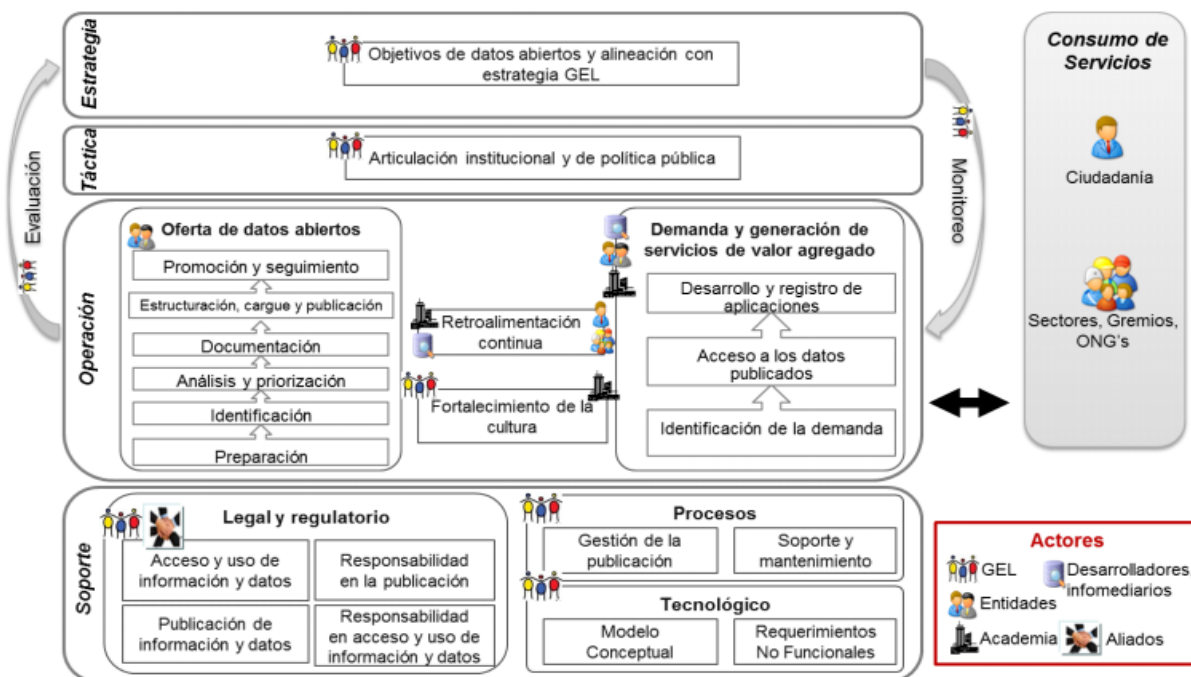 Estrategia
Objetivos de datos abiertos y alineación con
estrategia GEL
Táctica
Articulación institucional y de política pública
Evaluación
Monitoreo
Operación
Oferta de datos abiertos
Promoción y seguimiento
Estructuración, cargue y publicación
Documentación
Análisis y priorización
Identificación
Preparación
Retroalimentación
continua
Fortalecimiento de la
cultura
Demanda y generación de
servicios de valor agregado
Desarrollo y registro de
aplicaciones
Acceso a los datos
publicados
Identificación de la demanda
Soporte
Legal y regulatorio
Acceso y uso de
información y datos
Responsabilidad
en la publicación
Publicación de
información y datos
Responsabilidad
en acceso y uso de
información y datos
Procesos
Gestión de la
publicación
Soporte y
mantenimiento
Tecnológico
Modelo
Conceptual
Requerimientos
No Funcionales
Consumo de
Servicios
Ciudadanía
Sectores, Gremios,
ONG's
Actores
GEL
Desarrolladores
infomediarios
Entidades
Academia
Aliados